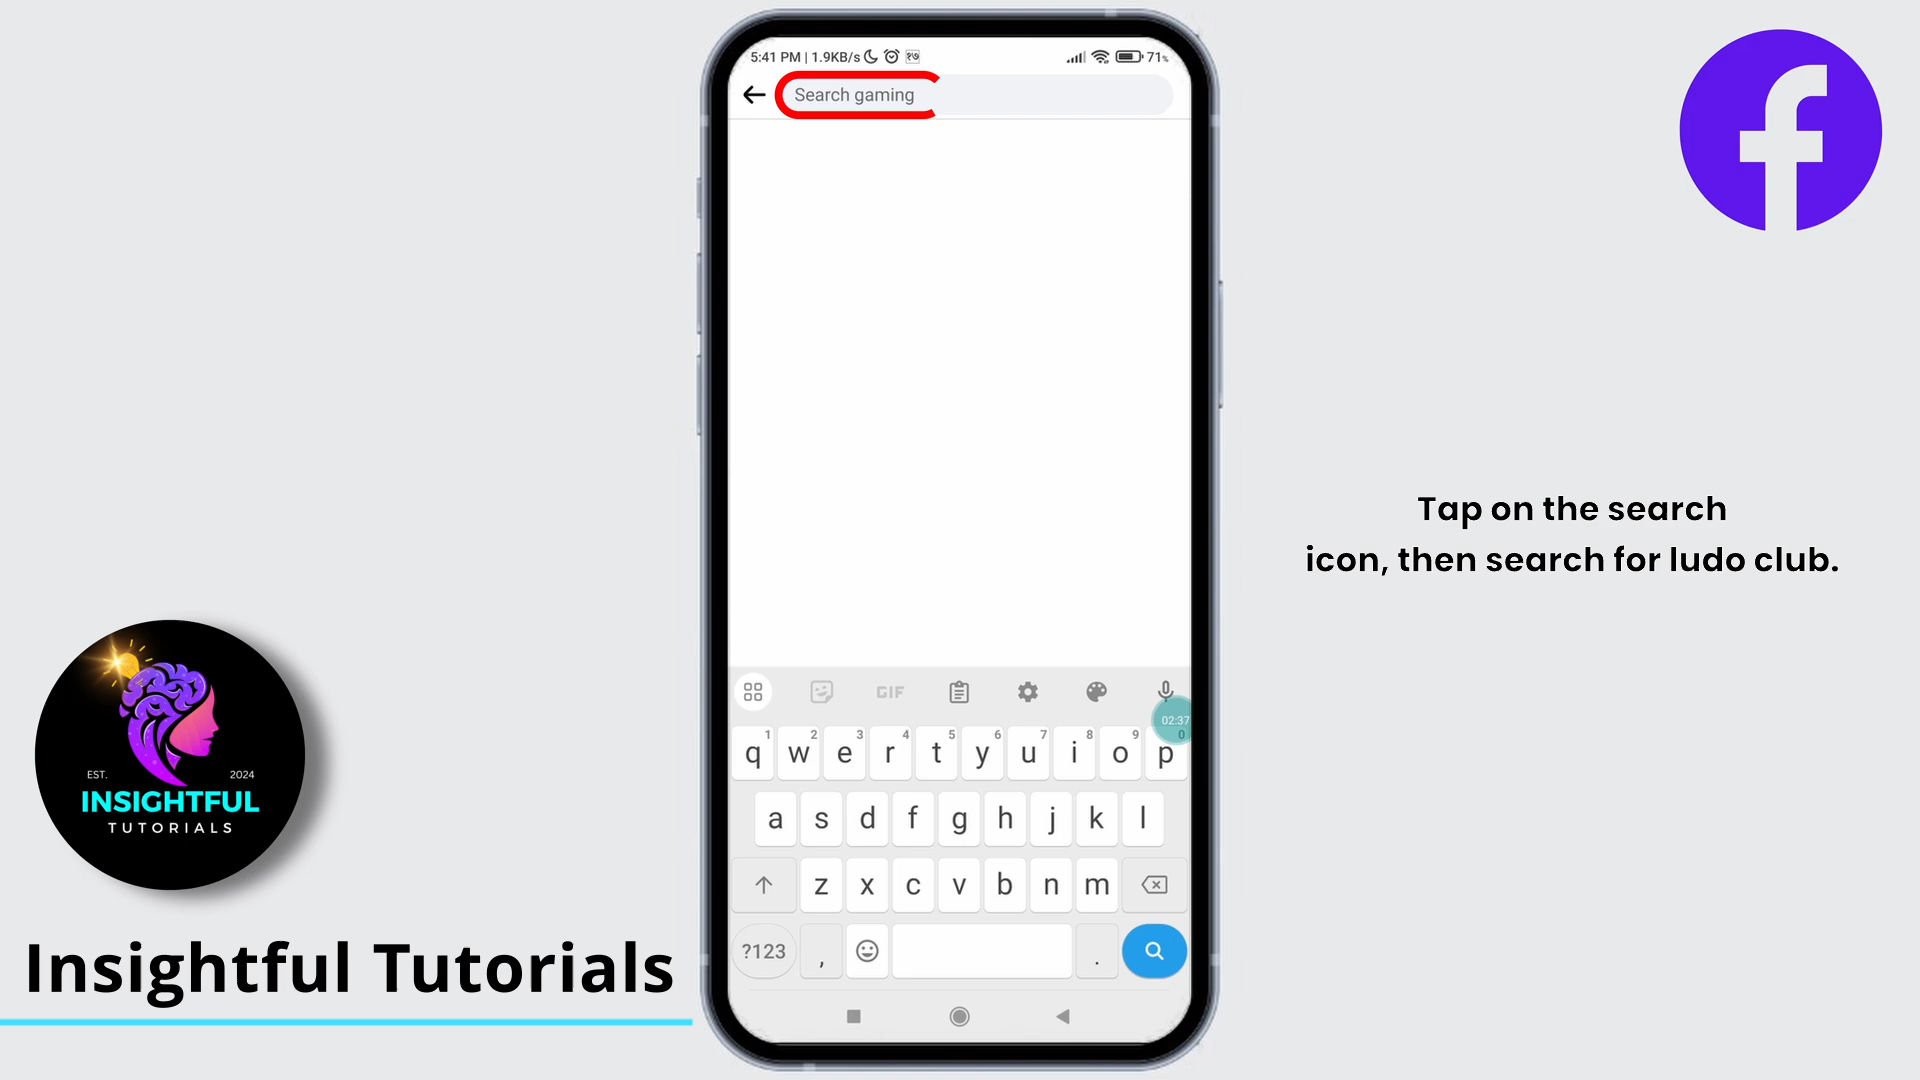 5:41 PM | 1.9KB/s
71%
Search gaming
Tap on the search
icon, then search for ludo club.
EST. 2024
INSIGHTFUL
TUTORIALS
Insightful Tutorials
GIF
02:37
1 2 3 4 5 6 7 8 9 0
q w e r t y u i o p
a s d f g h j k l
z x c v b n m
?123 , .